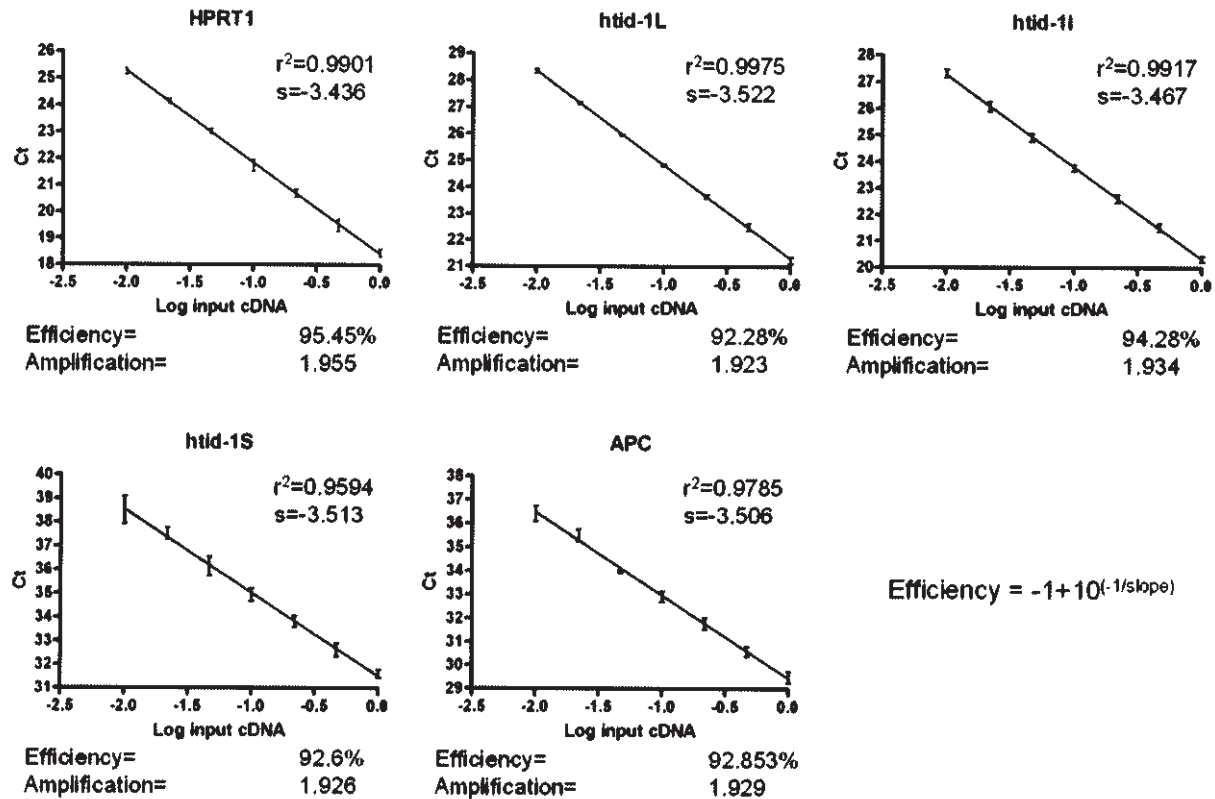 HPRT1
r²=0.9901
s=-3.436
26
25
24
23
22
21
20
19
18
Ct
-2.5 -2.0 -1.5 -1.0 -0.5 0.0
Log input cDNA
Efficiency= 95.45%
Amplification= 1.955
htid-1L
r²=0.9975
s=-3.522
29
28
27
26
25
24
23
22
21
Ct
-2.5 -2.0 -1.5 -1.0 -0.5 0.0
Log input cDNA
Efficiency= 92.28%
Amplification= 1.923
htid-1I
r²=0.9917
s=-3.467
28
27
26
25
24
23
22
21
20
Ct
-2.5 -2.0 -1.5 -1.0 -0.5 0.0
Log input cDNA
Efficiency= 94.28%
Amplification= 1.934
htid-1S
r²=0.9594
s=-3.513
40
39
38
37
36
35
34
33
32
31
Ct
-2.5 -2.0 -1.5 -1.0 -0.5 0.0
Log input cDNA
Efficiency= 92.6%
Amplification= 1.926
APC
r²=0.9785
s=-3.506
38
37
36
35
34
33
32
31
30
29
Ct
-2.5 -2.0 -1.5 -1.0 -0.5 0.0
Log input cDNA
Efficiency= 92.853%
Amplification= 1.929
Efficiency = -1+10(-1/slope)